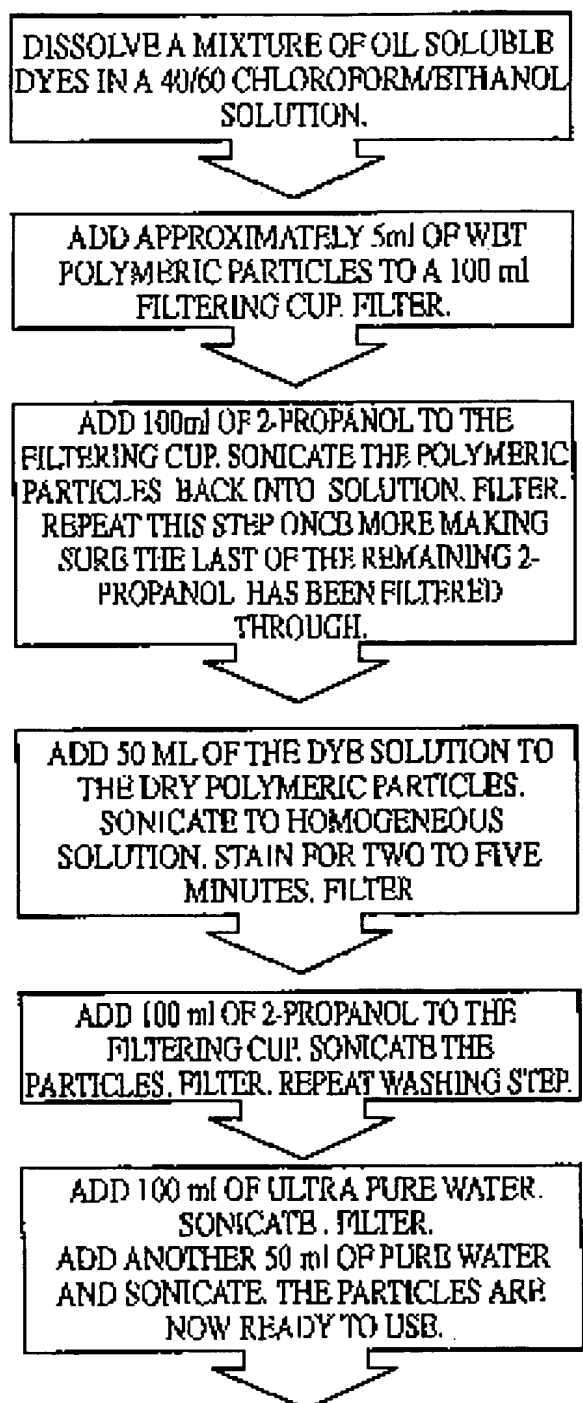 DISSOLVE A MIXTURE OF OIL SOLUBLE
DYES IN A 40/60 CHLOROFORM/ETHANOL
SOLUTION.
ADD APPROXIMATELY 5ml OF WET
POLYMERIC PARTICLES TO A 100 ml
FILTERING CUP. FILTER.
ADD 100ml OF 2-PROPANOL TO THE
FILTERING CUP. SONICATE THE POLYMERIC
PARTICLES BACK INTO SOLUTION. FILTER.
REPEAT THIS STEP ONCE MORE MAKING
SURE THE LAST OF THE REMAINING 2-
PROPANOL HAS BEEN FILTERED
THROUGH.
ADD 50 ML OF THE DYE SOLUTION TO
THE DRY POLYMERIC PARTICLES.
SONICATE TO HOMOGENEOUS
SOLUTION. STAIN FOR TWO TO FIVE
MINUTES. FILTER
ADD 100 ml OF 2-PROPANOL TO THE
FILTERING CUP. SONICATE THE
PARTICLES. FILTER. REPEAT WASHING STEP.
ADD 100 ml OF ULTRA PURE WATER.
SONICATE . FILTER.
ADD ANOTHER 50 ml OF PURE WATER
AND SONICATE. THE PARTICLES ARE
NOW READY TO USE.